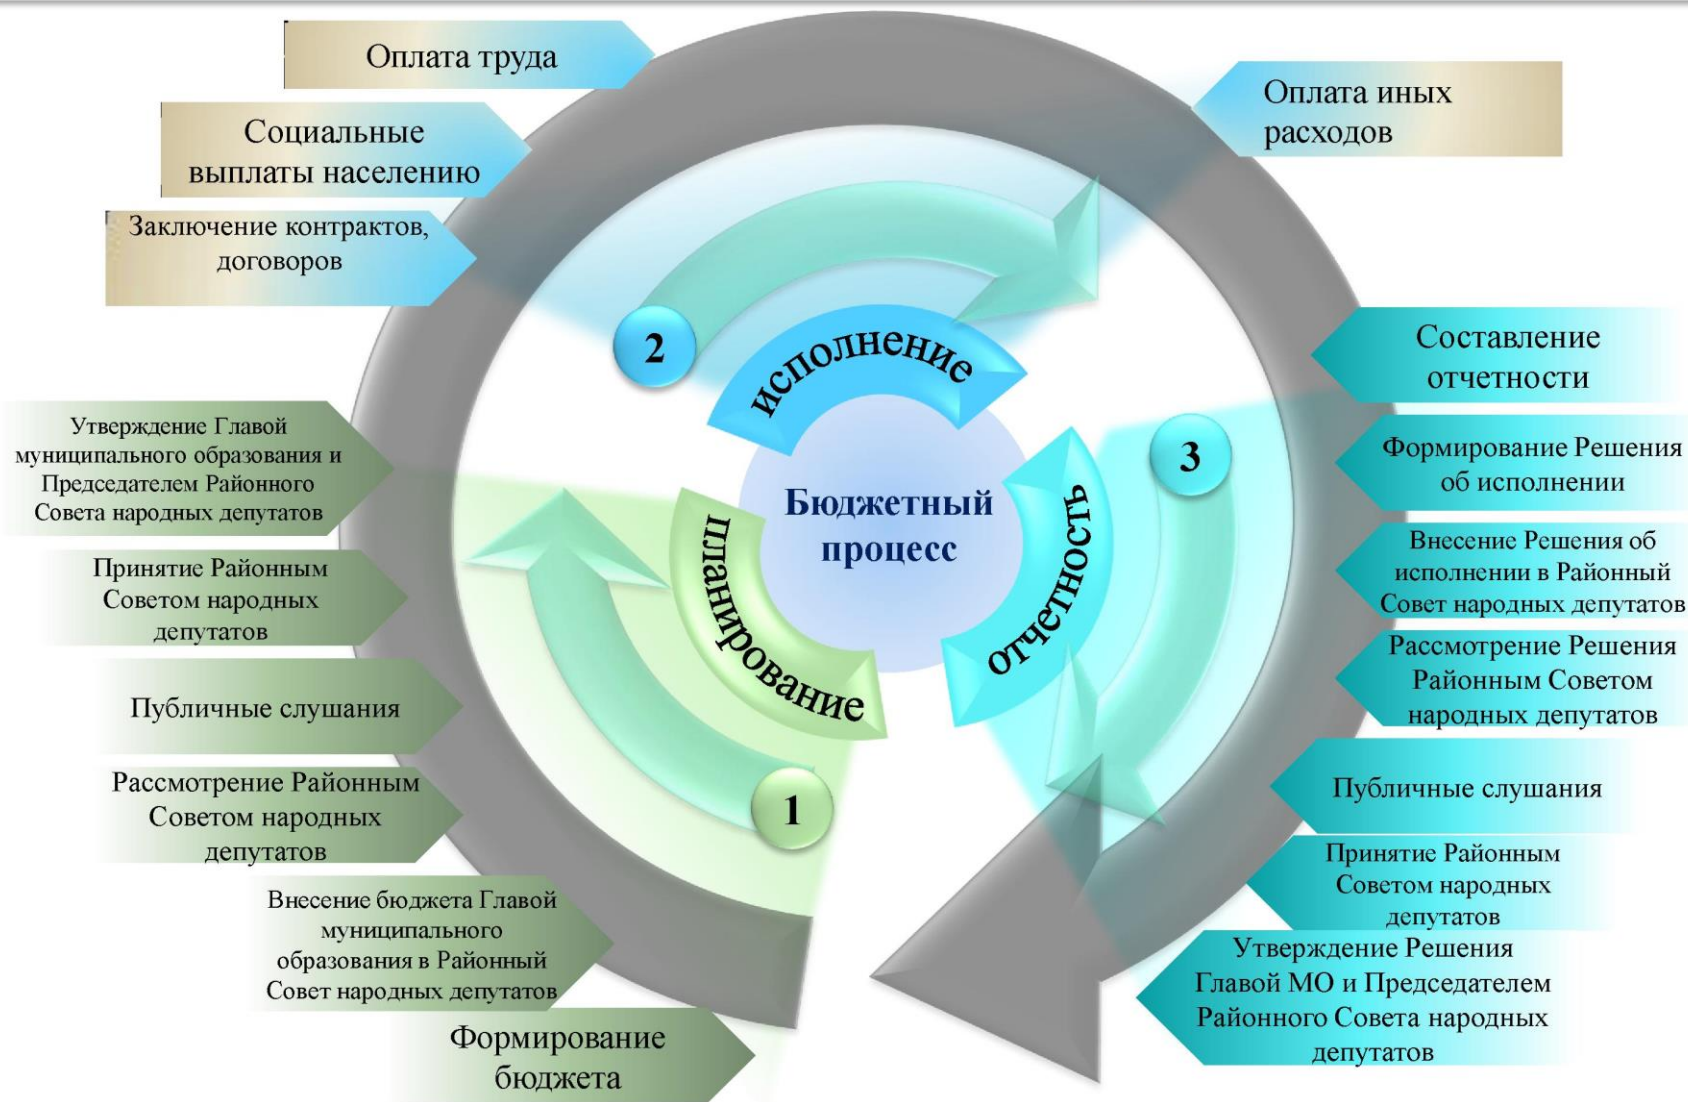 Оплата труда
Социальные
выплаты населению
Заключение контрактов,
договоров
Оплата иных
расходов
2
исполнение
Бюджетный
процесс
планирование
1
отчетность
3
Утверждение Главой
муниципального образования и
Председателем Районного
Совета народных депутатов
Принятие Районным
Советом народных
депутатов
Публичные слушания
Рассмотрение Районным
Советом народных
депутатов
Внесение бюджета Главой
муниципального
образования в Районный
Совет народных депутатов
Формирование
бюджета
Составление
отчетности
Формирование Решения
об исполнении
Внесение Решения об
исполнении в Районный
Совет народных депутатов
Рассмотрение Решения
Районным Советом
народных депутатов
Публичные слушания
Принятие Районным
Советом народных
депутатов
Утверждение Решения
Главой МО и Председателем
Районного Совета народных
депутатов